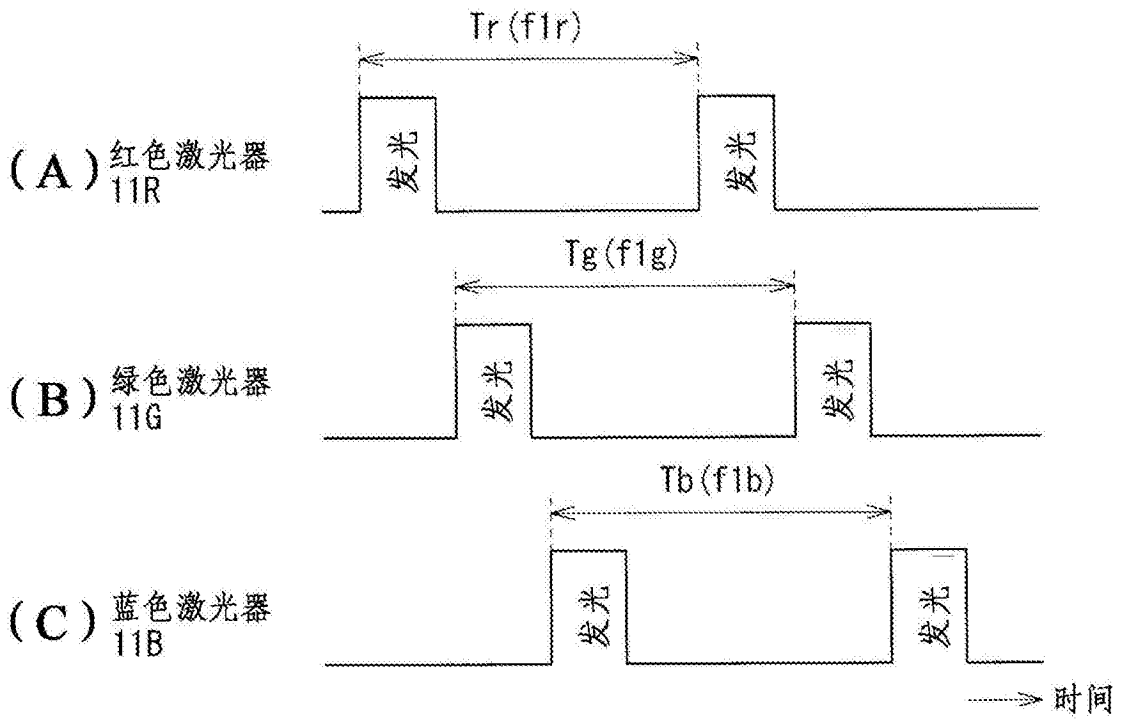 Tr(f1r)
(A) 红色激光器
11R
发光
发光
Tg(f1g)
(B) 绿色激光器
11G
发光
发光
Tb(f1b)
(C) 蓝色激光器
11B
发光
发光
时间